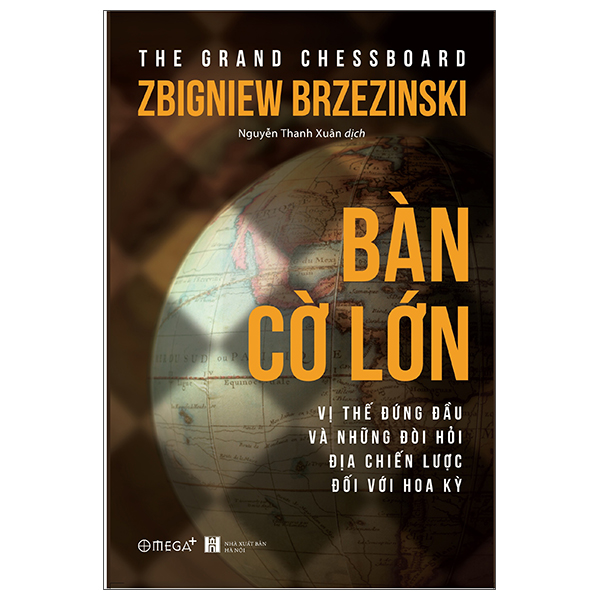 THE GRAND CHESSBOARD
ZBIGNIEW BRZEZINSKI
Nguyễn Thanh Xuân dịch
BÀN
CỜ LỚN
VỊ THẾ ĐỨNG ĐẦU
VÀ NHỮNG ĐÒI HỎI
ĐỊA CHIẾN LƯỢC
ĐỐI VỚI HOA KỲ
OMEGA+
NHÀ XUẤT BẢN
HÀ NỘI